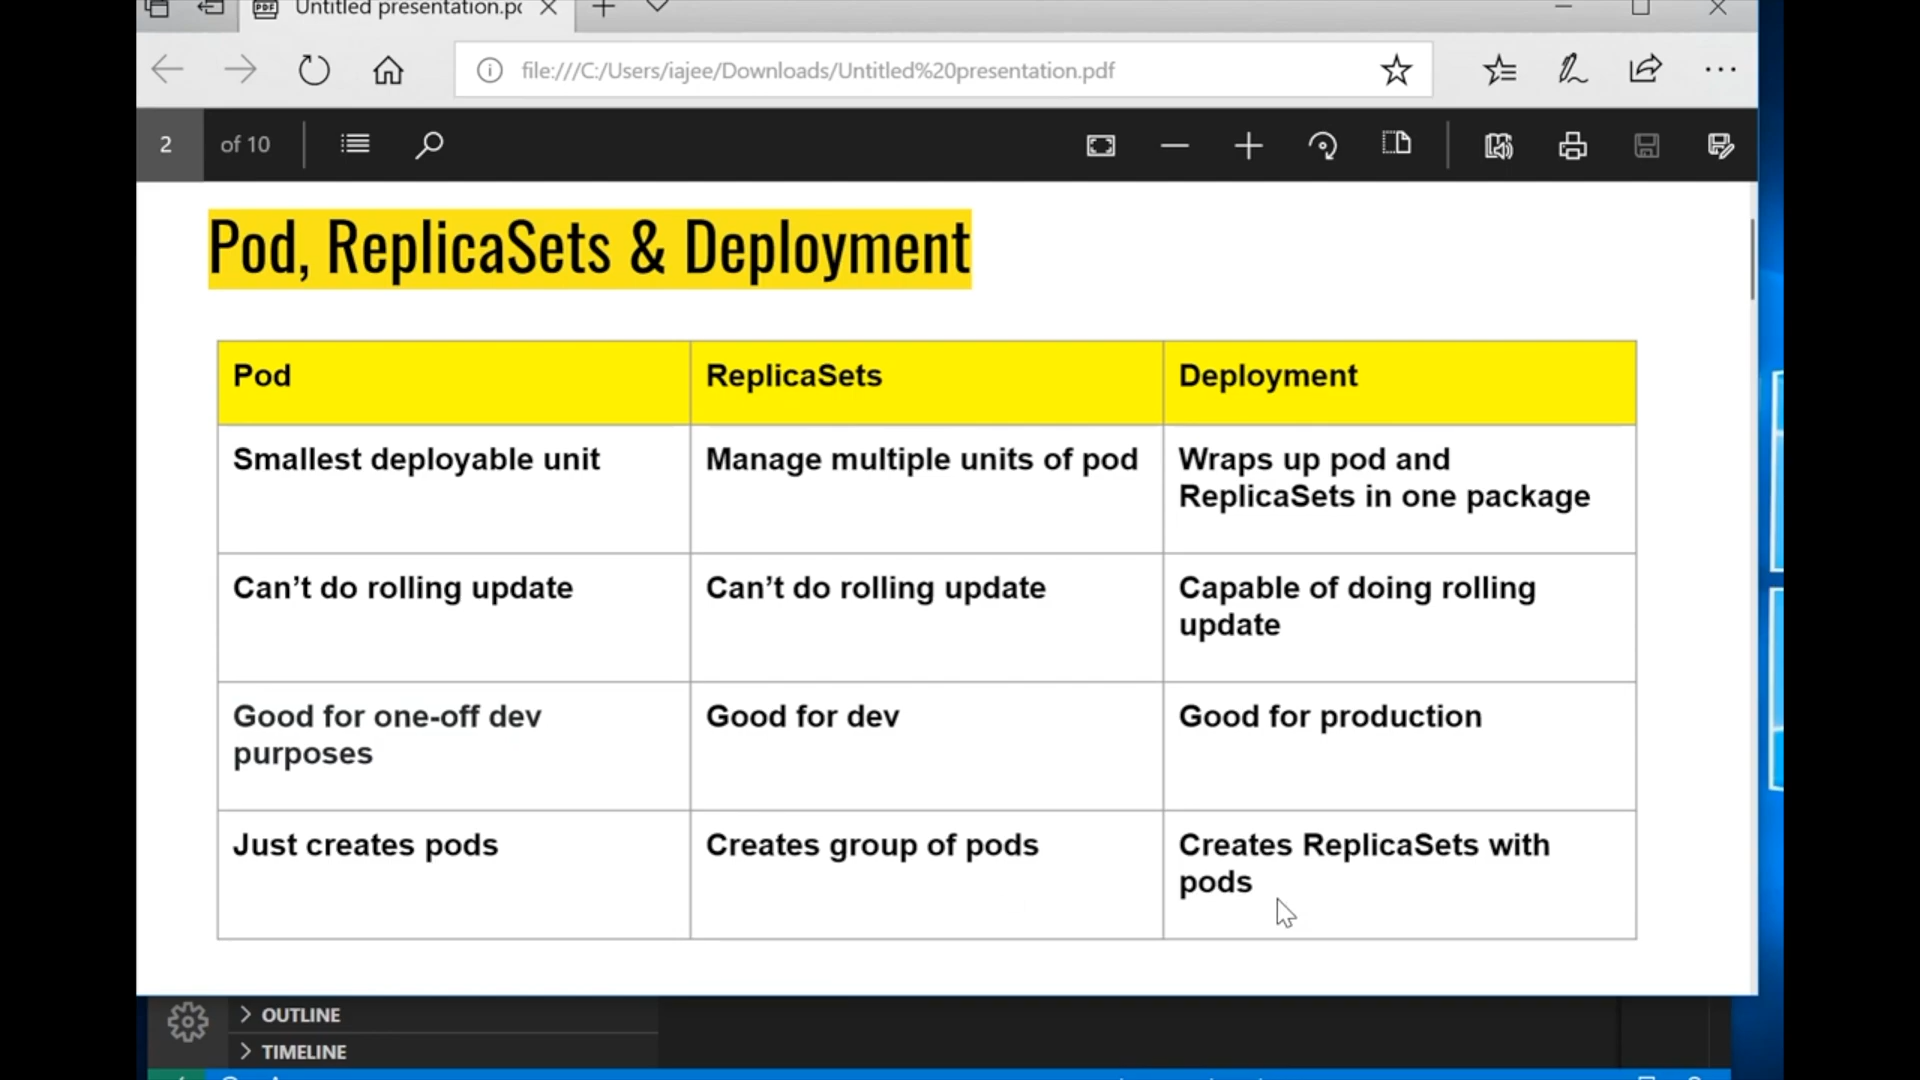 Untitled presentation.pc
file:///C:/Users/iajee/Downloads/Untitled%20presentation.pdf
2 of 10
Pod, ReplicaSets & Deployment
Pod
ReplicaSets
Deployment
Smallest deployable unit
Manage multiple units of pod
Wraps up pod and
ReplicaSets in one package
Can’t do rolling update
Can’t do rolling update
Capable of doing rolling
update
Good for one-off dev
purposes
Good for dev
Good for production
Just creates pods
Creates group of pods
Creates ReplicaSets with
pods
OUTLINE
TIMELINE